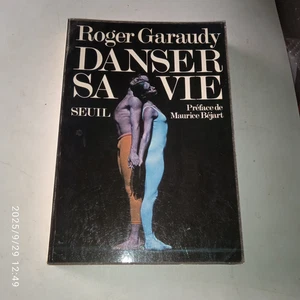 Roger Garaudy
DANSER
SA VIE
SEUIL
Préface de
Maurice Béjart
2025/9/29 12:49